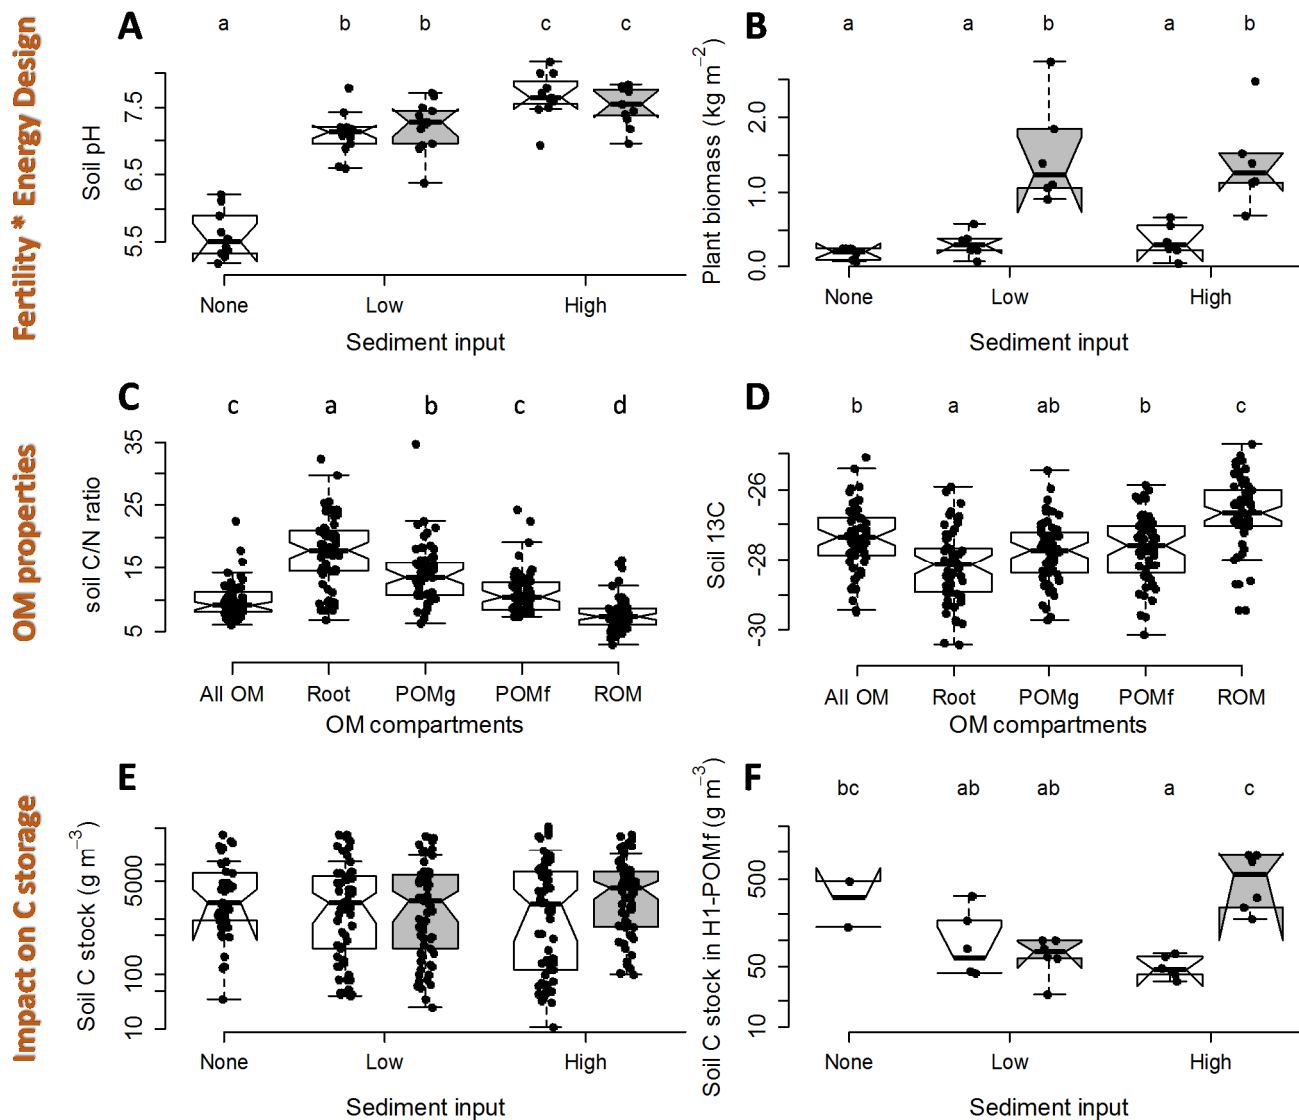 Fertility * Energy Design
A
a b b c c
Soil pH
7.5
6.5
5.5
None Low High
Sediment input
B
a a b a b
Plant biomass (kg m−2)
2.0
1.0
0.0
None Low High
Sediment input
OM properties
C
c a b c d
soil C/N ratio
35
25
15
5
All OM Root POMg POMf ROM
OM compartments
D
b a ab b c
Soil 13C
-26
-28
-30
All OM Root POMg POMf ROM
OM compartments
Impact on C storage
E
Soil C stock (g m−3)
5000
100
10
None Low High
Sediment input
F
bc ab ab a c
Soil C stock in H1-POMf (g m−3)
500
50
10
None Low High
Sediment input